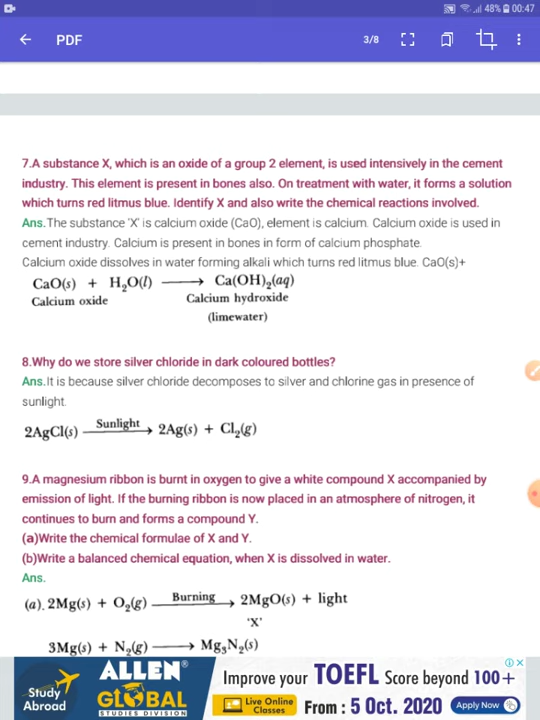 48% 00:47
PDF
3/8
7.A substance X, which is an oxide of a group 2 element, is used intensively in the cement
industry. This element is present in bones also. On treatment with water, it forms a solution
which turns red litmus blue. Identify X and also write the chemical reactions involved.
Ans.The substance 'X' is calcium oxide (CaO), element is calcium. Calcium oxide is used in
cement industry. Calcium is present in bones in form of calcium phosphate.
Calcium oxide dissolves in water forming alkali which turns red litmus blue. CaO(s)+
CaO(s) + H₂O(l) ⟶ Ca(OH)₂(aq)
Calcium oxide Calcium hydroxide
(limewater)
8.Why do we store silver chloride in dark coloured bottles?
Ans.It is because silver chloride decomposes to silver and chlorine gas in presence of
sunlight.
Sunlight
2AgCl(s) ⟶ 2Ag(s) + Cl₂(g)
9.A magnesium ribbon is burnt in oxygen to give a white compound X accompanied by
emission of light. If the burning ribbon is now placed in an atmosphere of nitrogen, it
continues to burn and forms a compound Y.
(a)Write the chemical formulae of X and Y.
(b)Write a balanced chemical equation, when X is dissolved in water.
Ans.
Burning
(a). 2Mg(s) + O₂(g) ⟶ 2MgO(s) + light
'X'
3Mg(s) + N₂(g) ⟶ Mg₃N₂(s)
Study
Abroad
ALLEN®
GLOBAL
STUDIES DIVISION
Improve your TOEFL Score beyond 100+
Live Online
Classes
From : 5 Oct. 2020
Apply Now